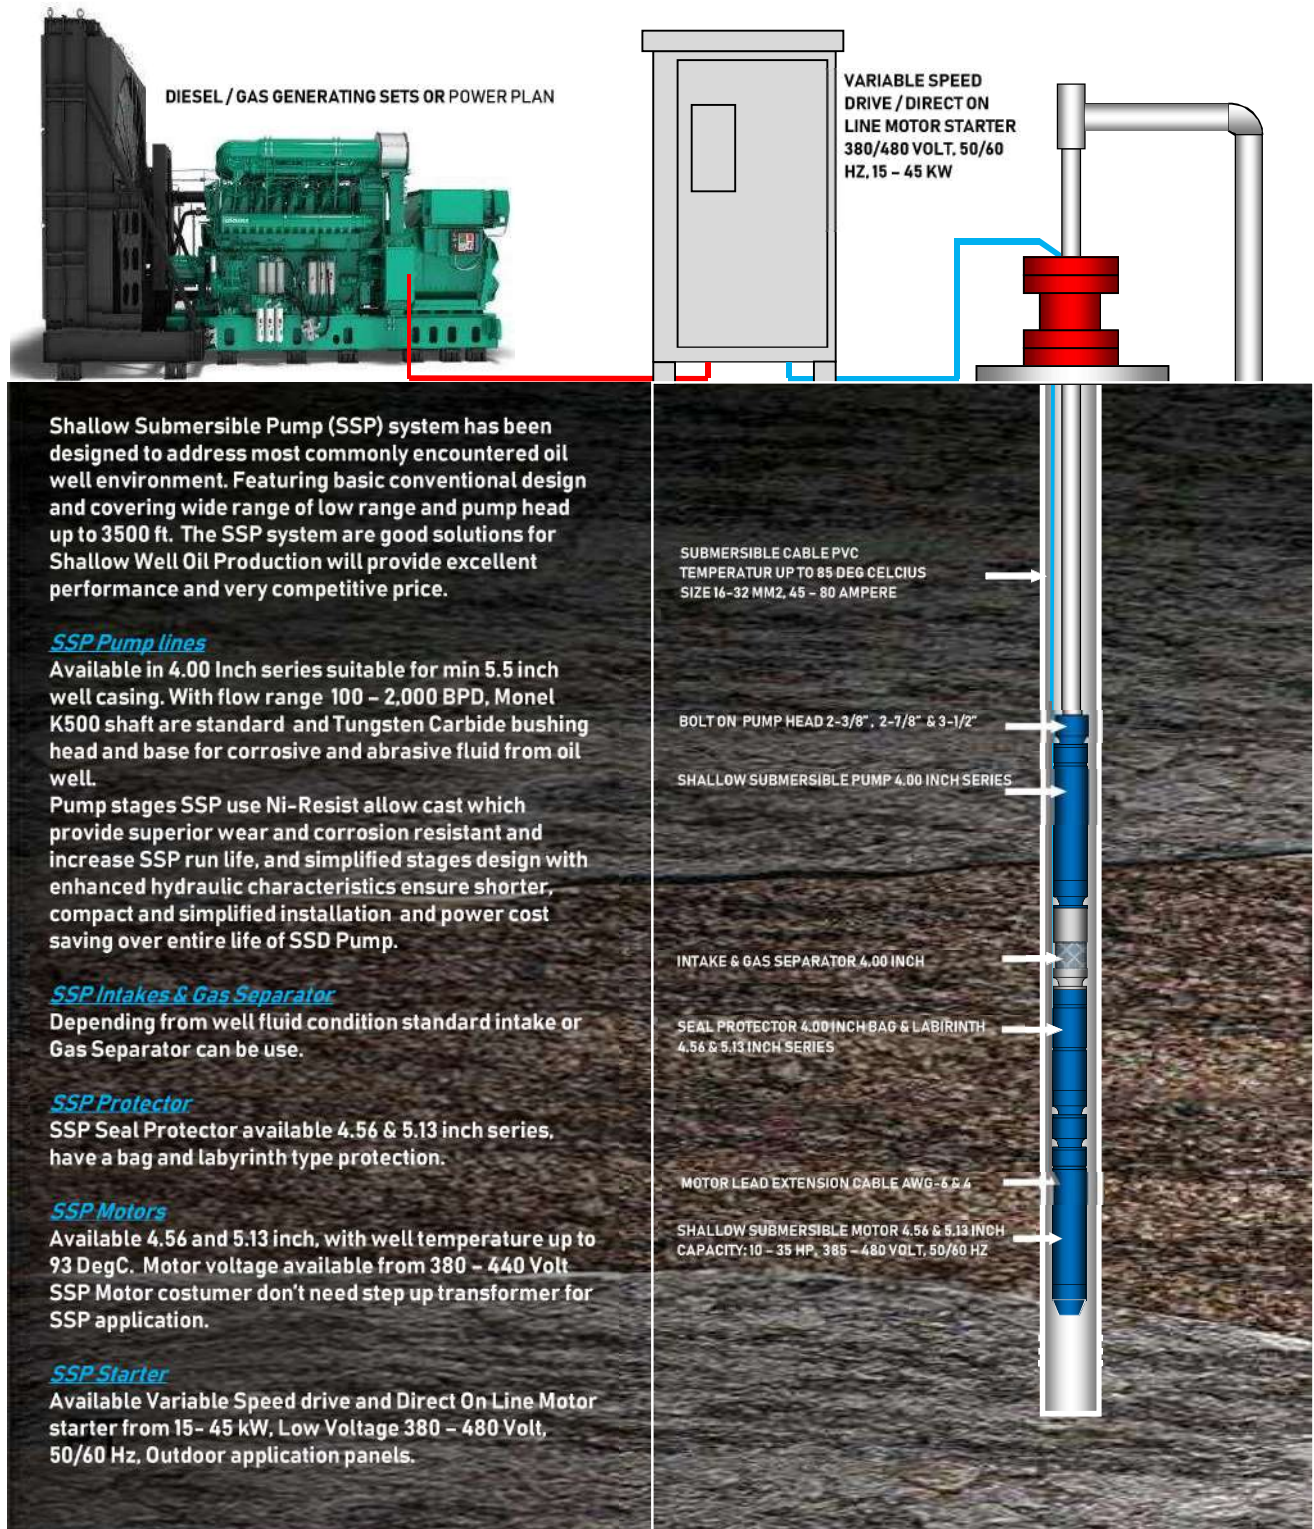 DIESEL / GAS GENERATING SETS OR POWER PLAN
VARIABLE SPEED
DRIVE / DIRECT ON
LINE MOTOR STARTER
380/480 VOLT, 50/60
HZ, 15 – 45 KW
Shallow Submersible Pump (SSP) system has been
designed to address most commonly encountered oil
well environment. Featuring basic conventional design
and covering wide range of low range and pump head
up to 3500 ft. The SSP system are good solutions for
Shallow Well Oil Production will provide excellent
performance and very competitive price.
SSP Pump lines
Available in 4.00 Inch series suitable for min 5.5 inch
well casing. With flow range 100 – 2,000 BPD, Monel
K500 shaft are standard and Tungsten Carbide bushing
head and base for corrosive and abrasive fluid from oil
well.
Pump stages SSP use Ni-Resist allow cast which
provide superior wear and corrosion resistant and
increase SSP run life, and simplified stages design with
enhanced hydraulic characteristics ensure shorter,
compact and simplified installation and power cost
saving over entire life of SSD Pump.
SSP Intakes & Gas Separator
Depending from well fluid condition standard intake or
Gas Separator can be use.
SSP Protector
SSP Seal Protector available 4.56 & 5.13 inch series,
have a bag and labyrinth type protection.
SSP Motors
Available 4.56 and 5.13 inch, with well temperature up to
93 DegC. Motor voltage available from 380 – 440 Volt
SSP Motor costumer don't need step up transformer for
SSP application.
SSP Starter
Available Variable Speed drive and Direct On Line Motor
starter from 15- 45 kW, Low Voltage 380 – 480 Volt,
50/60 Hz, Outdoor application panels.
SUBMERSIBLE CABLE PVC
TEMPERATUR UP TO 85 DEG CELCIUS
SIZE 16-32 MM2, 45 – 80 AMPERE
BOLT ON PUMP HEAD 2-3/8", 2-7/8" & 3-1/2"
SHALLOW SUBMERSIBLE PUMP 4.00 INCH SERIES
INTAKE & GAS SEPARATOR 4.00 INCH
SEAL PROTECTOR 4.00 INCH BAG & LABIRINTH
4.56 & 5.13 INCH SERIES
MOTOR LEAD EXTENSION CABLE AWG-6 & 4
SHALLOW SUBMERSIBLE MOTOR 4.56 & 5.13 INCH
CAPACITY: 10 – 35 HP, 385 – 480 VOLT, 50/60 HZ